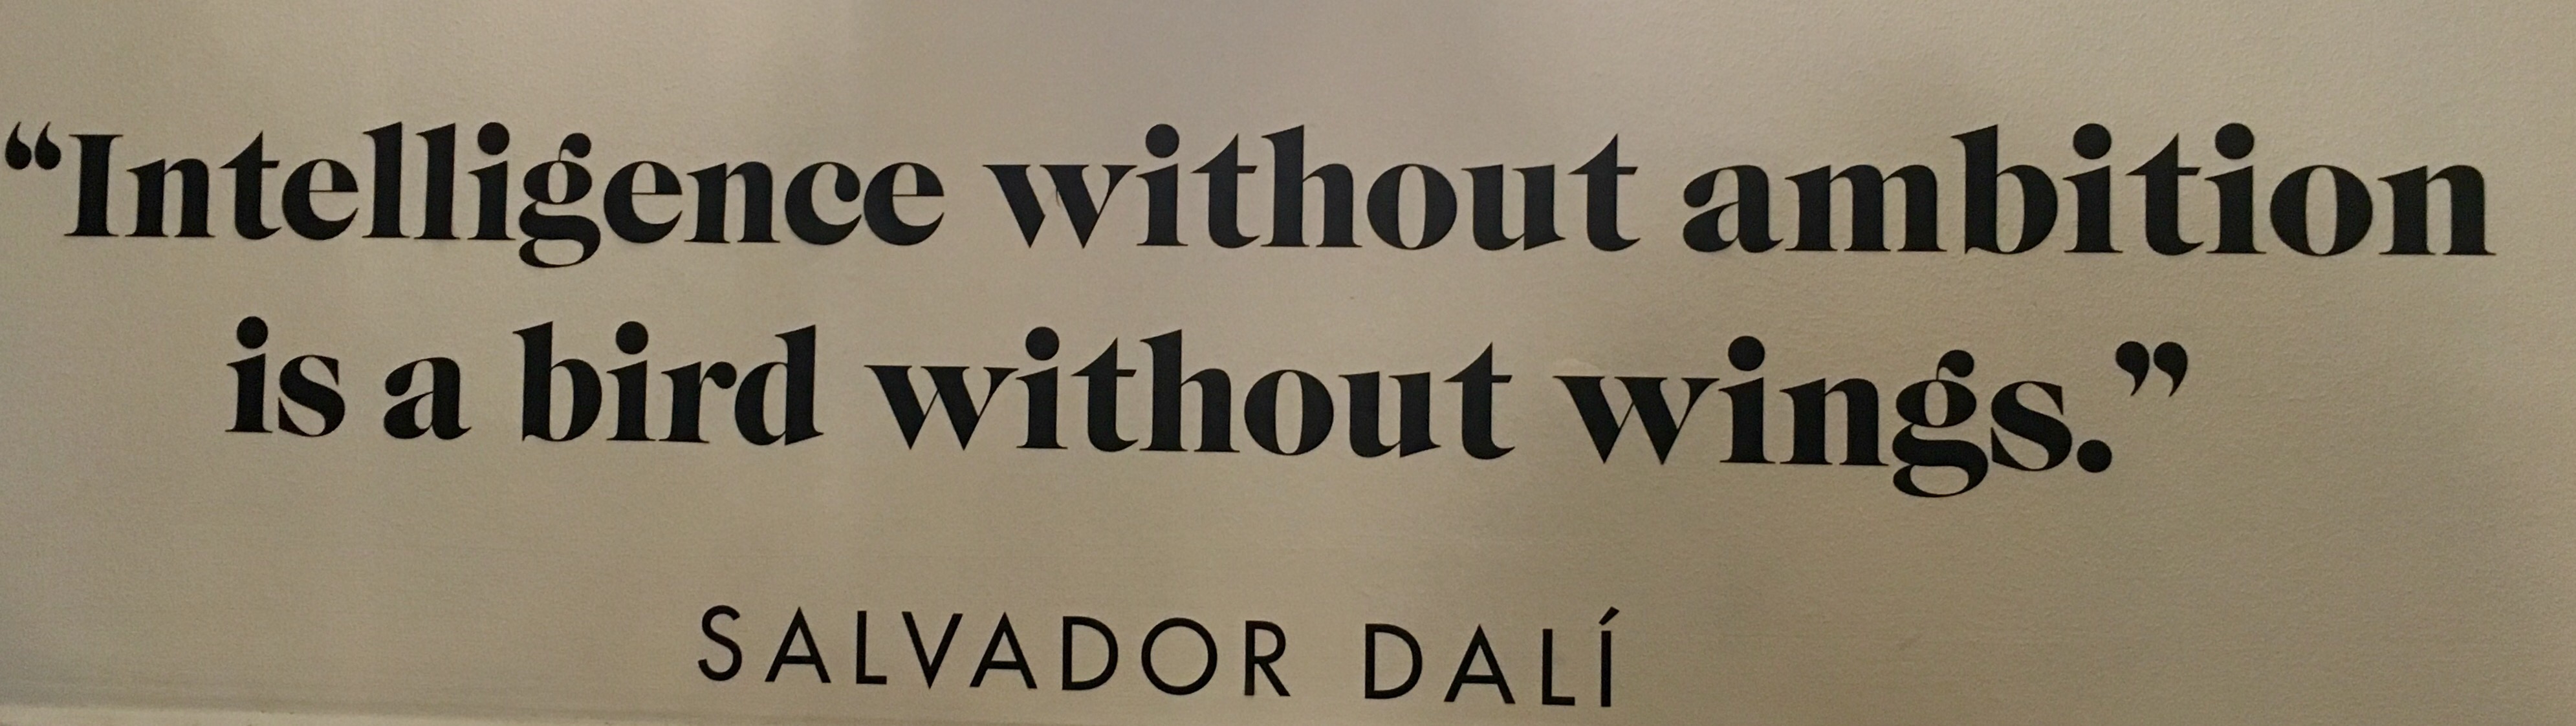 “Intelligence without ambition
is a bird without wings.”
SALVADOR DALÍ